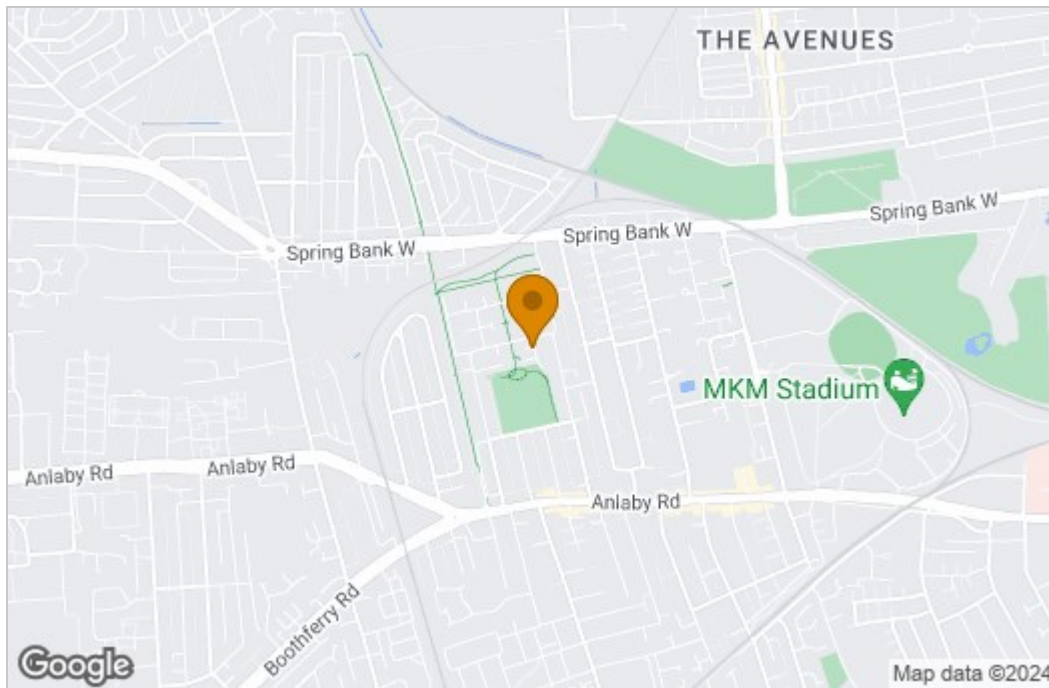 THE AVENUES
Spring Bank W
Spring Bank W
Spring Bank W
MKM Stadium
Anlaby Rd
Anlaby Rd
Anlaby Rd
Boothferry Rd
Google
Map data ©2024